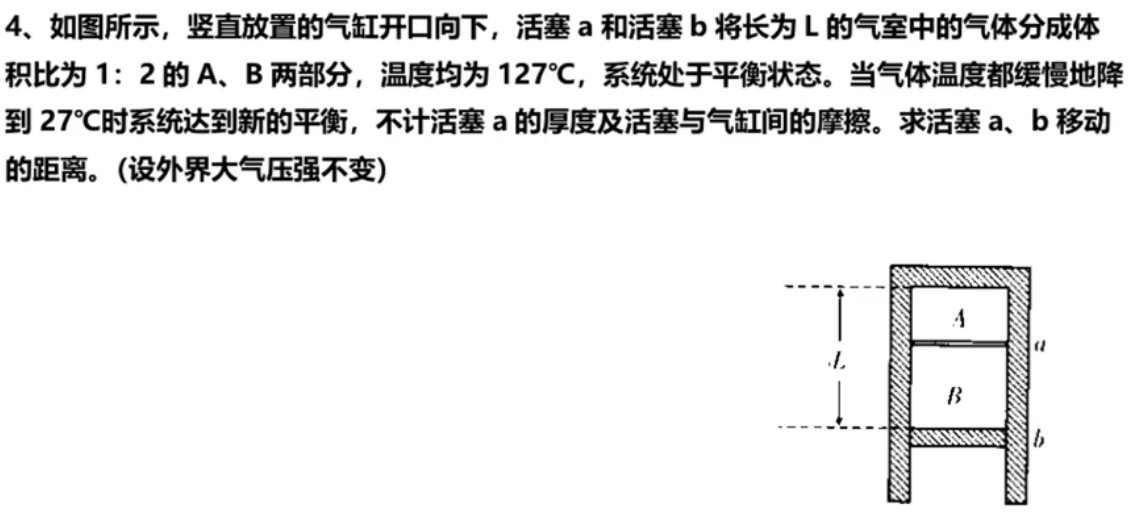 4、如图所示，竖直放置的气缸开口向下，活塞 a 和活塞 b 将长为 L 的气室中的气体分成体
积比为 1：2 的 A、B 两部分，温度均为 127℃，系统处于平衡状态。当气体温度都缓慢地降
到 27℃时系统达到新的平衡，不计活塞 a 的厚度及活塞与气缸间的摩擦。求活塞 a、b 移动
的距离。(设外界大气压强不变)
A
a
L
B
b